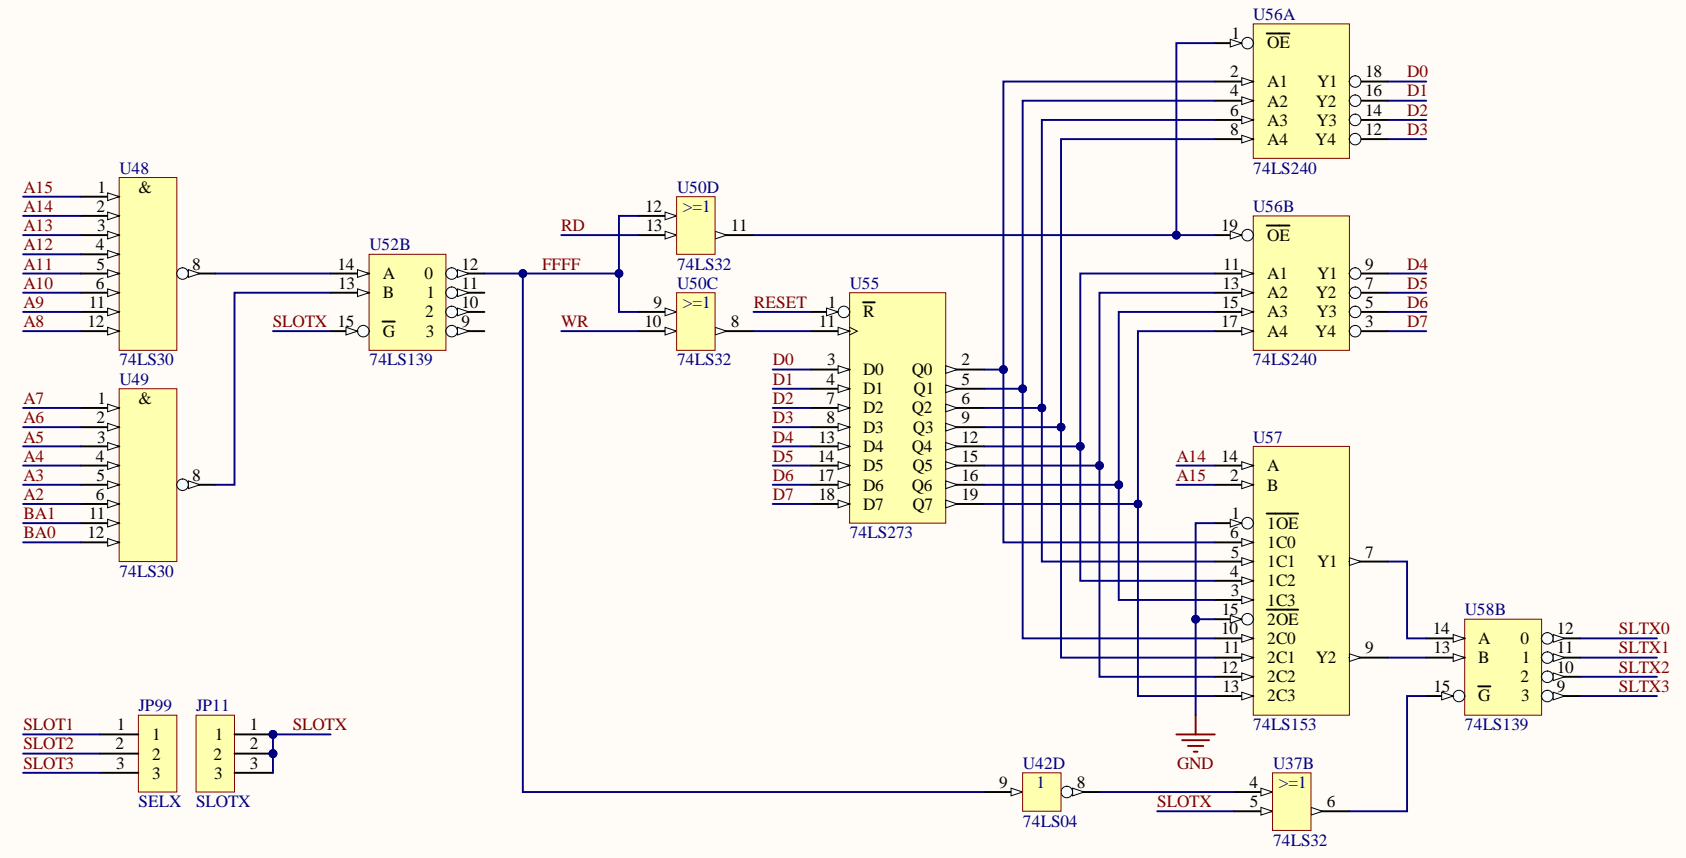 U56A
1 OE
2 A1 Y1 18 D0
4 A2 Y2 16 D1
6 A3 Y3 14 D2
8 A4 Y4 12 D3
74LS240
U48
&
A15 1
A14 2
A13 3
A12 4
A11 5
A10 6
A9 11
A8 12
8
74LS30
U49
&
A7 1
A6 2
A5 3
A4 4
A3 5
A2 6
BA1 11
BA0 12
8
74LS30
U52B
14 A 0 12
13 B 1 11
2 10
SLOTX 15 G 3 9
74LS139
FFFF
U50D
12 >=1
RD 13 11
74LS32
U50C
9 >=1
WR 10 8
74LS32
U55
RESET 1 R
11
D0 3 D0 Q0 2
D1 4 D1 Q1 5
D2 7 D2 Q2 6
D3 8 D3 Q3 9
D4 13 D4 Q4 12
D5 14 D5 Q5 15
D6 17 D6 Q6 16
D7 18 D7 Q7 19
74LS273
U56B
19 OE
11 A1 Y1 9 D4
13 A2 Y2 7 D5
15 A3 Y3 5 D6
17 A4 Y4 3 D7
74LS240
U57
A14 14 A
A15 2 B
1 1OE
6 1C0
5 1C1 Y1 7
4 1C2
3 1C3
15 2OE
10 2C0
11 2C1 Y2 9
12 2C2
13 2C3
74LS153
GND
U58B
14 A 0 12 SLTX0
13 B 1 11 SLTX1
2 10 SLTX2
15 G 3 9 SLTX3
74LS139
JP99
SLOT1 1 1
SLOT2 2 2
SLOT3 3 3
SELX
JP11
1 1 SLOTX
2 2
3 3
SLOTX
U42D
9 1 8
74LS04
U37B
4 >=1
SLOTX 5 6
74LS32